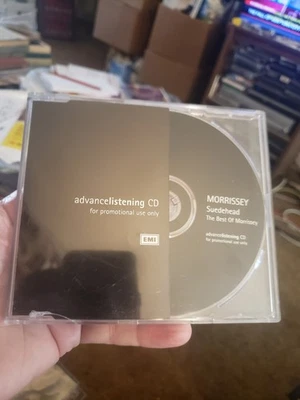 advancelistening CD
for promotional use only
EMI
MORRISSEY
Suedehead
The Best Of Morrissey
advancelistening CD
for promotional use only